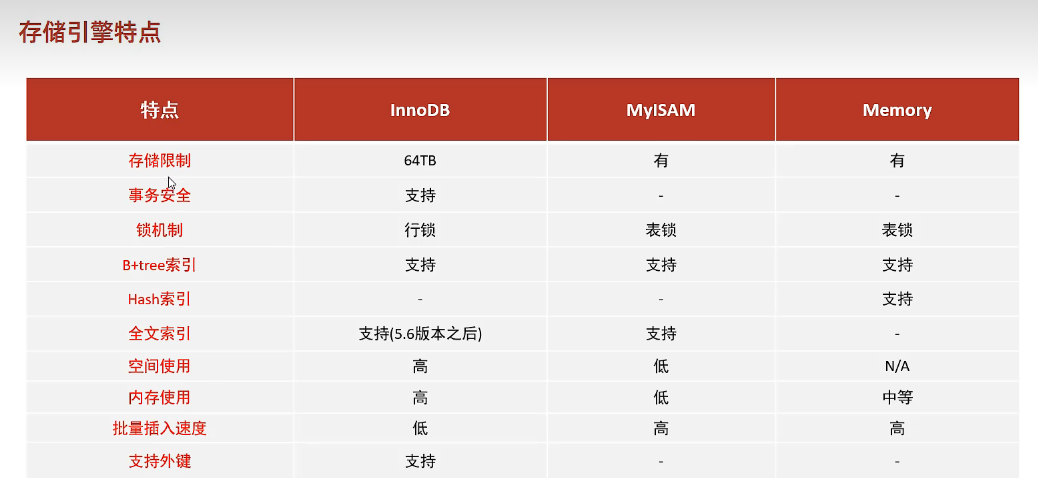 存储引擎特点
特点 InnoDB MyISAM Memory
存储限制 64TB 有 有
事务安全 支持 - -
锁机制 行锁 表锁 表锁
B+tree索引 支持 支持 支持
Hash索引 - - 支持
全文索引 支持(5.6版本之后) 支持 -
空间使用 高 低 N/A
内存使用 高 低 中等
批量插入速度 低 高 高
支持外键 支持 - -